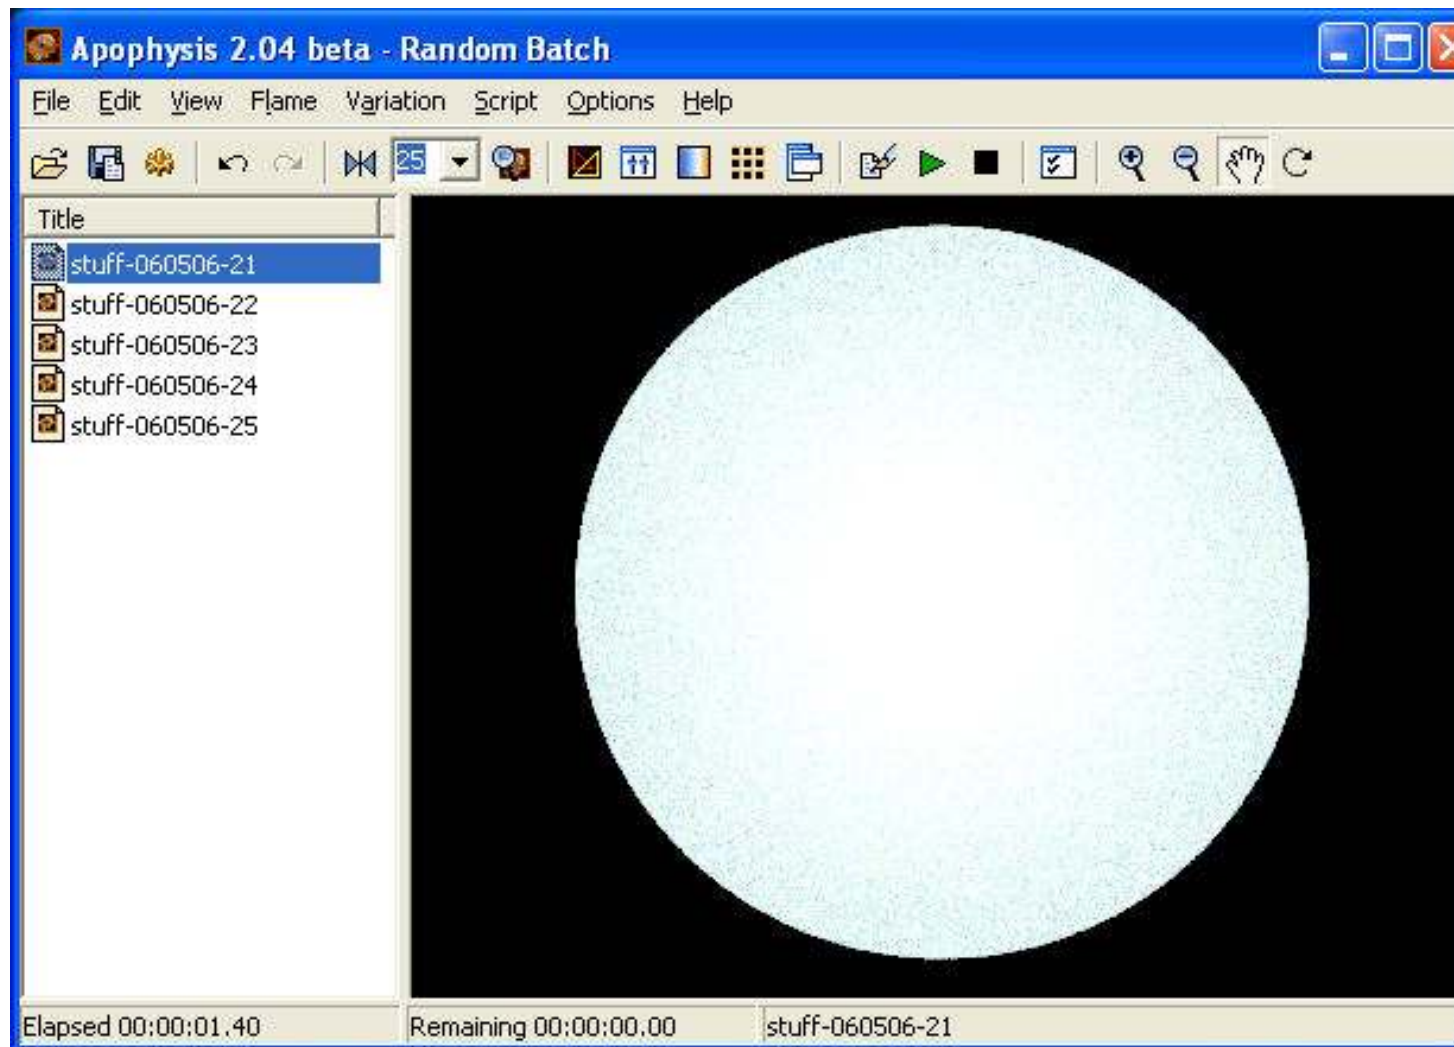 Apophysis 2.04 beta - Random Batch
File Edit View Flame Variation Script Options Help
25
Title
stuff-060506-21
stuff-060506-22
stuff-060506-23
stuff-060506-24
stuff-060506-25
Elapsed 00:00:01.40 Remaining 00:00:00.00 stuff-060506-21